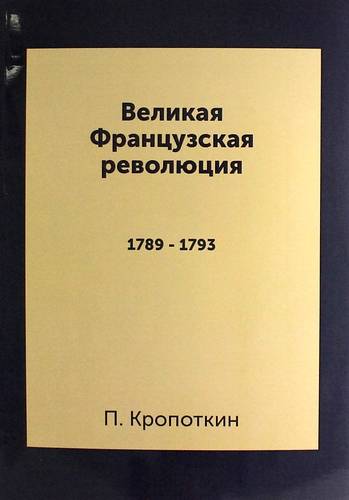 Великая
Французская
революция
1789 - 1793
П. Кропоткин